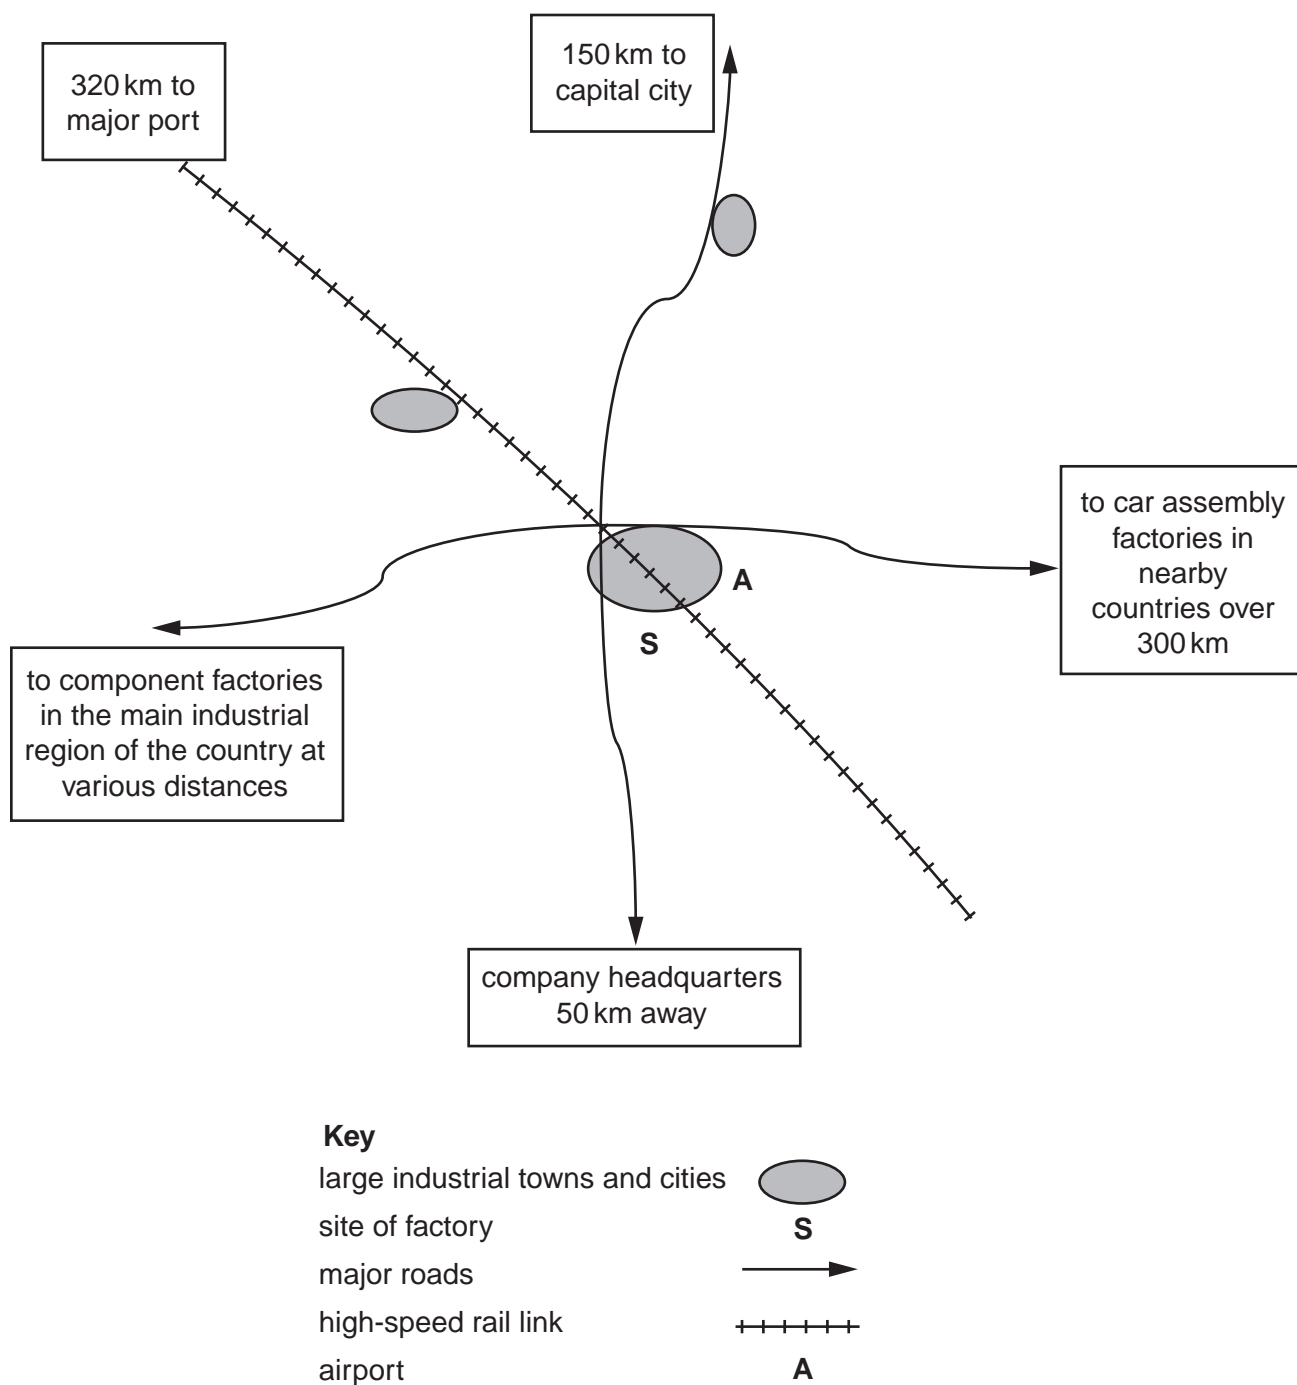 320 km to
major port
150 km to
capital city
to car assembly
factories in
nearby
countries over
300 km
A
S
to component factories
in the main industrial
region of the country at
various distances
company headquarters
50 km away
Key
large industrial towns and cities
site of factory
S
major roads
high-speed rail link
airport
A